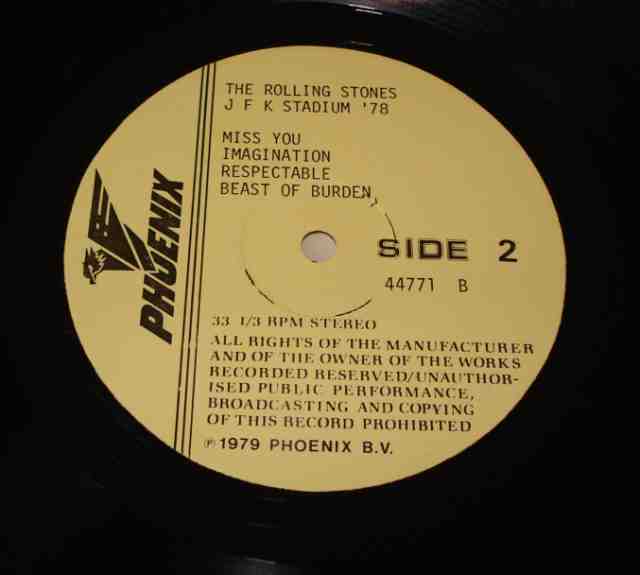 THE ROLLING STONES
J F K STADIUM '78
MISS YOU
IMAGINATION
RESPECTABLE
BEAST OF BURDEN
PHOENIX
SIDE 2
44771 B
33 1/3 RPM STEREO
ALL RIGHTS OF THE MANUFACTURER
AND OF THE OWNER OF THE WORKS
RECORDED RESERVED/UNAUTHOR-
ISED PUBLIC PERFORMANCE,
BROADCASTING AND COPYING
OF THIS RECORD PROHIBITED
℗ 1979 PHOENIX B.V.